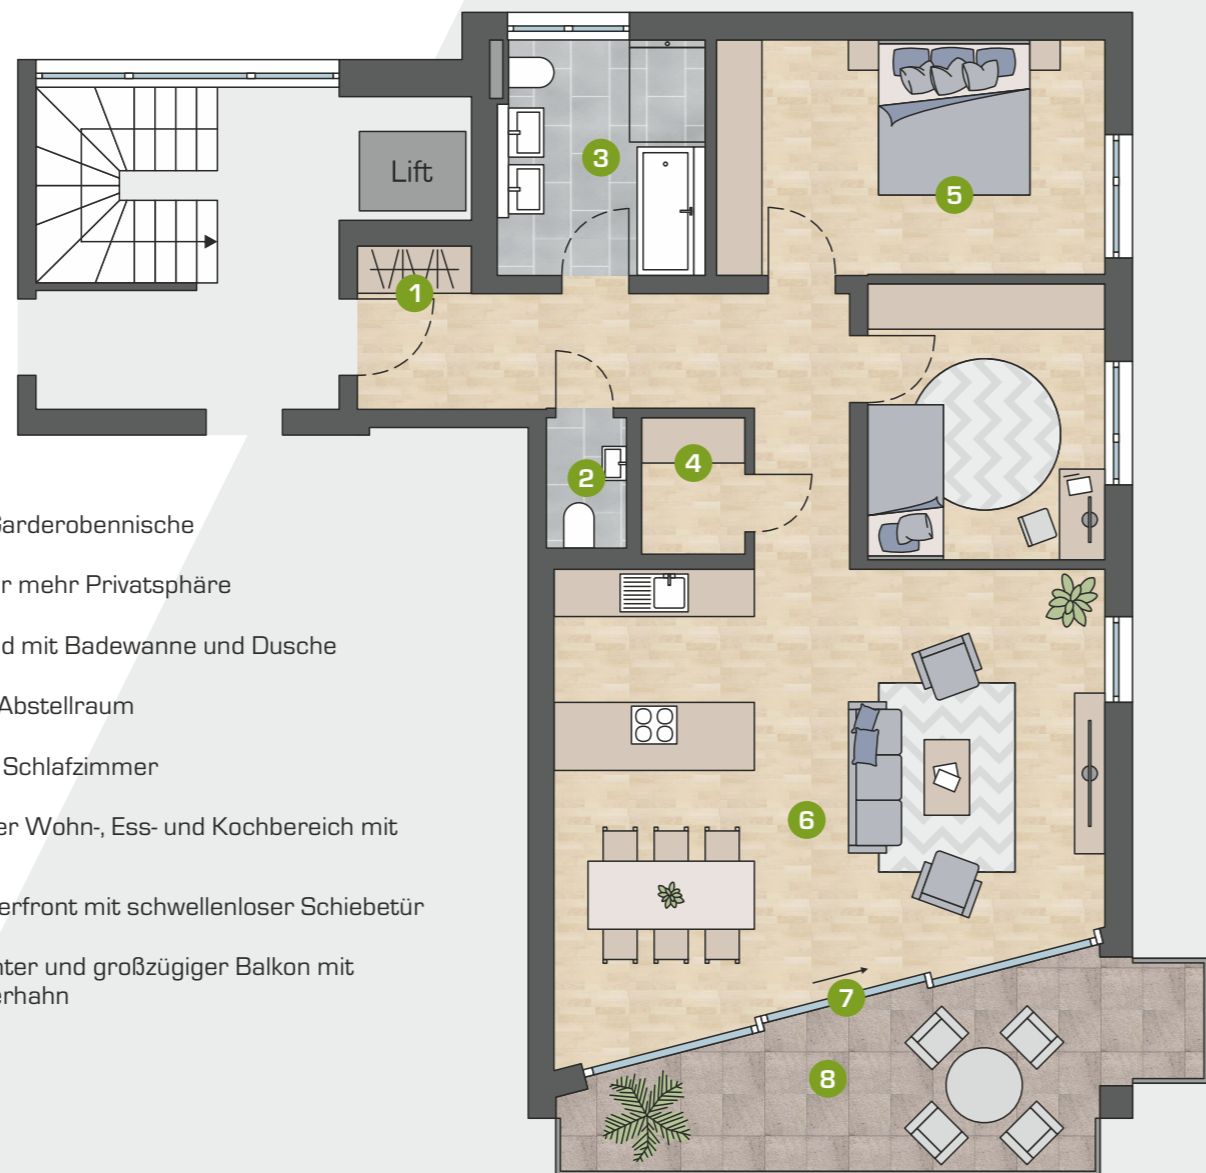 Lift
3
5
1
2
4
6
7
8
Garderobennische
r mehr Privatsphäre
d mit Badewanne und Dusche
Abstellraum
Schlafzimmer
er Wohn-, Ess- und Kochbereich mit
erfront mit schwellenloser Schiebetür
nter und großzügiger Balkon mit
erhahn